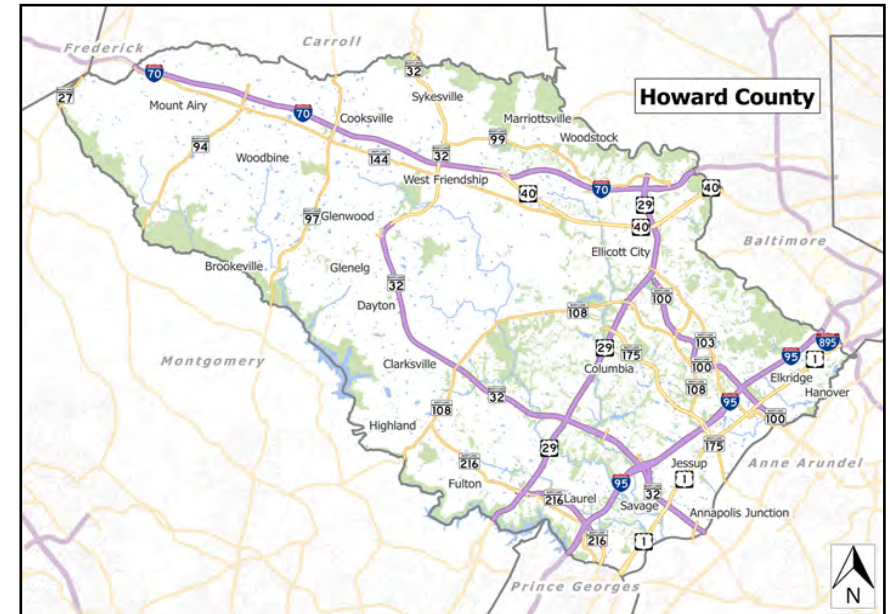 Frederick
Carroll
32
70
Sykesville
27
Howard County
Mount Airy
70
Cooksville
Marriottsville
Woodstock
99
94
32
144
Woodbine
West Friendship
40
70
40
29
97
Glenwood
40
Baltimore
Ellicott City
Brookeville
Glenelg
32
100
Dayton
108
103
895
Montgomery
29
175
95
1
100
Clarksville
Columbia
Elkridge
108
32
95
Hanover
108
100
Highland
29
175
216
Jessup
Anne Arundel
Fulton
95
1
216
Laurel
32
Savage
Annapolis Junction
216
1
Prince Georges
N